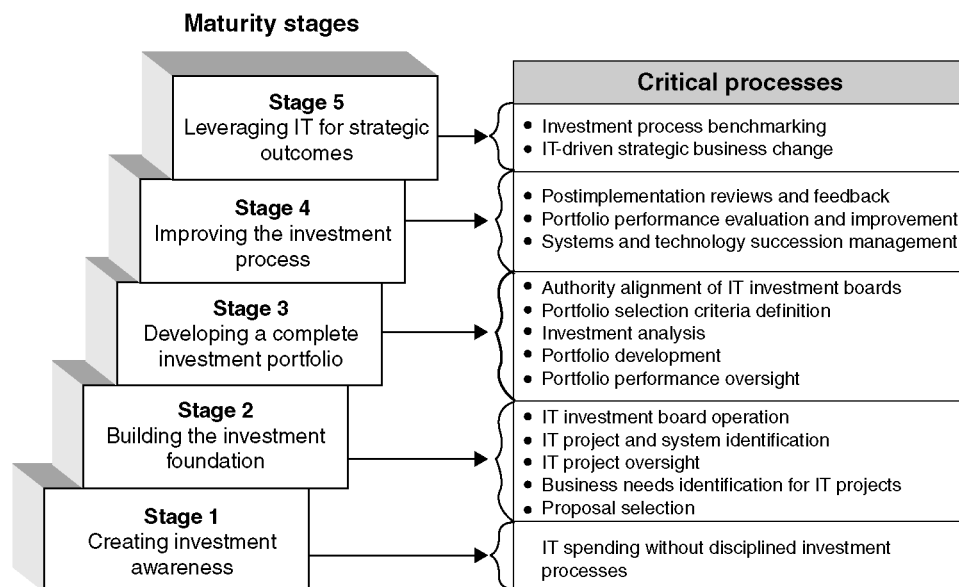 Maturity stages
Stage 5
Leveraging IT for strategic
outcomes
Stage 4
Improving the investment
process
Stage 3
Developing a complete
investment portfolio
Stage 2
Building the investment
foundation
Stage 1
Creating investment
awareness
Critical processes
• Investment process benchmarking
• IT-driven strategic business change
• Postimplementation reviews and feedback
• Portfolio performance evaluation and improvement
• Systems and technology succession management
• Authority alignment of IT investment boards
• Portfolio selection criteria definition
• Investment analysis
• Portfolio development
• Portfolio performance oversight
• IT investment board operation
• IT project and system identification
• IT project oversight
• Business needs identification for IT projects
• Proposal selection
IT spending without disciplined investment
processes